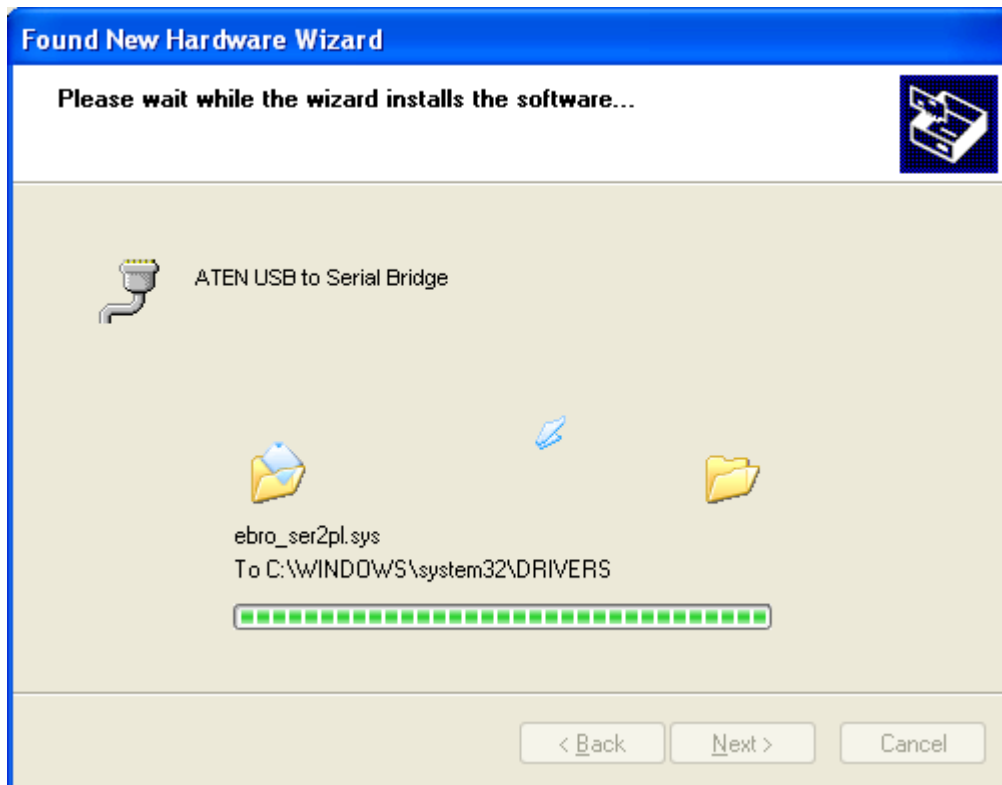 Found New Hardware Wizard
Please wait while the wizard installs the software...
ATEN USB to Serial Bridge
ebro_ser2pl.sys
To C:\WINDOWS\system32\DRIVERS
< Back
Next >
Cancel